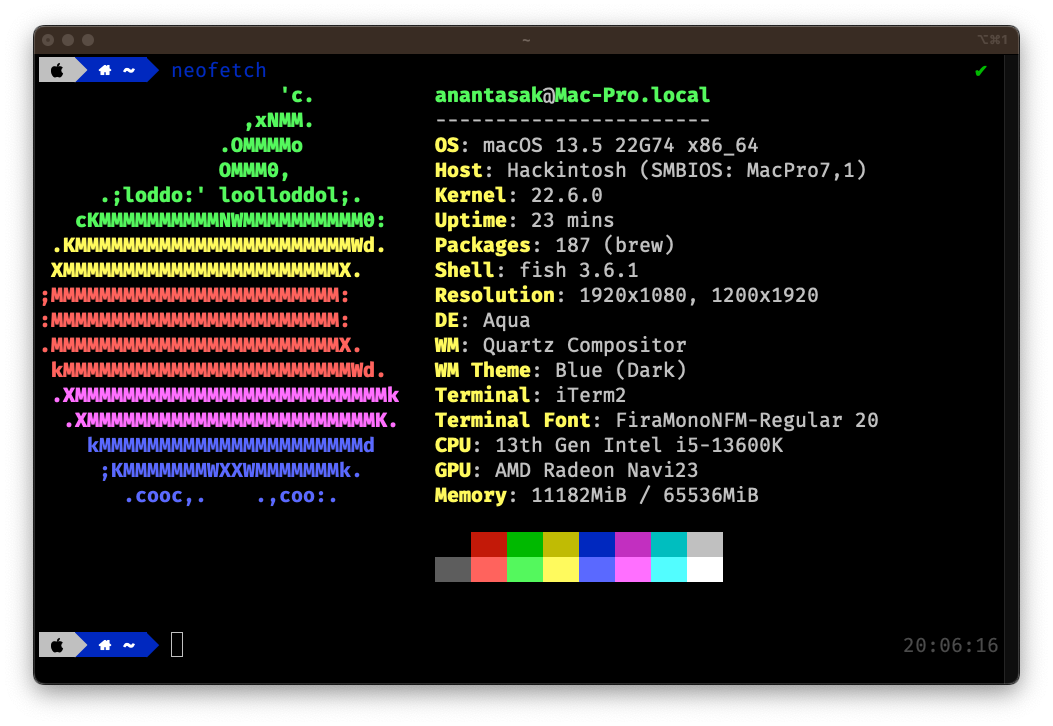 ~
⌥⌘1
~ neofetch ✔
'c. anantasak@Mac-Pro.local
,xNMM. -----------------------
.OMMMMo OS: macOS 13.5 22G74 x86_64
OMMM0, Host: Hackintosh (SMBIOS: MacPro7,1)
.;loddo:' loolloddol;. Kernel: 22.6.0
cKMMMMMMMMMMNWMMMMMMMMMM0: Uptime: 23 mins
.KMMMMMMMMMMMMMMMMMMMMMMMWd. Packages: 187 (brew)
XMMMMMMMMMMMMMMMMMMMMMMMX. Shell: fish 3.6.1
;MMMMMMMMMMMMMMMMMMMMMMMM: Resolution: 1920x1080, 1200x1920
:MMMMMMMMMMMMMMMMMMMMMMMM: DE: Aqua
.MMMMMMMMMMMMMMMMMMMMMMMMX. WM: Quartz Compositor
kMMMMMMMMMMMMMMMMMMMMMMMMWd. WM Theme: Blue (Dark)
.XMMMMMMMMMMMMMMMMMMMMMMMMMMk Terminal: iTerm2
.XMMMMMMMMMMMMMMMMMMMMMMMMK. Terminal Font: FiraMonoNFM-Regular 20
kMMMMMMMMMMMMMMMMMMMMMMd CPU: 13th Gen Intel i5-13600K
;KMMMMMMMWXXWMMMMMMMk. GPU: AMD Radeon Navi23
.cooc,. .,coo:. Memory: 11182MiB / 65536MiB
~ 20:06:16